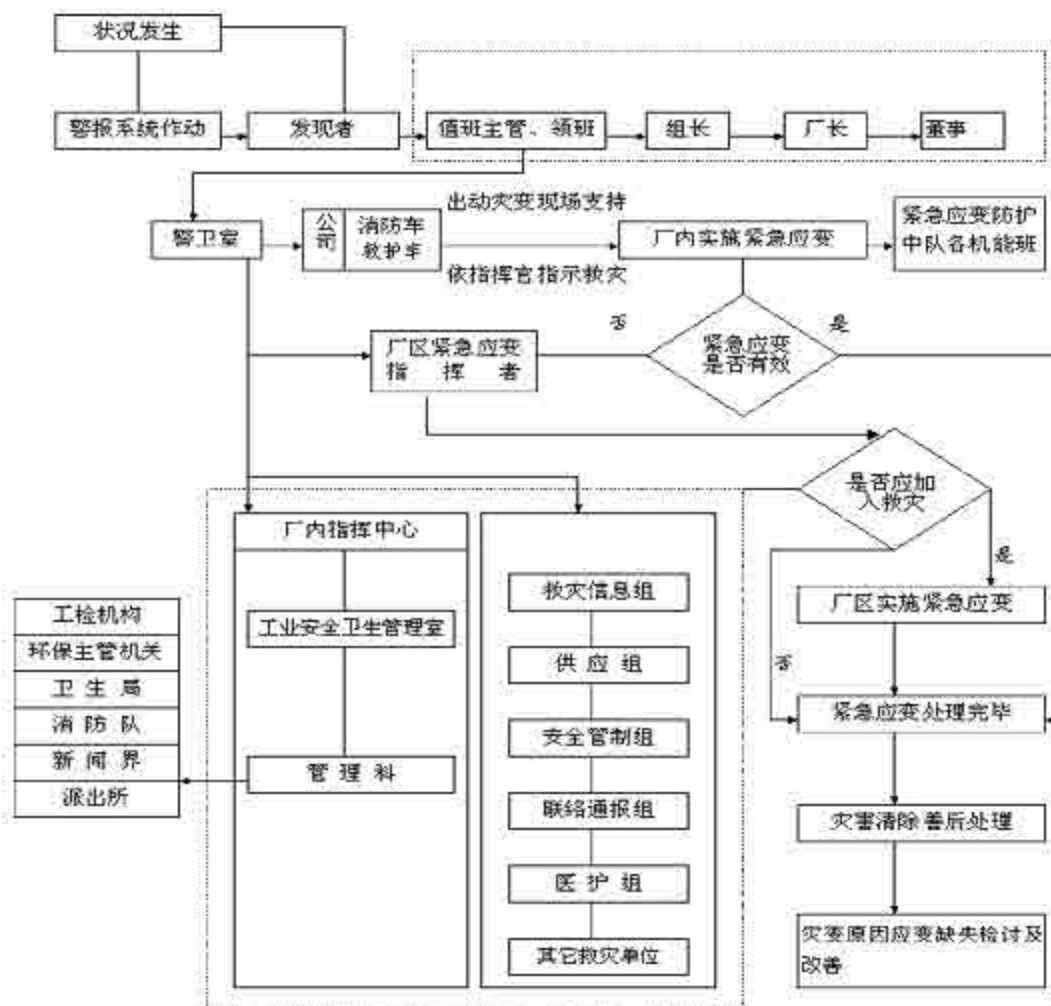 状况发生
警报系统作动
发现者
值班主管、领班
组长
厂长
董事
出动灾变现场支持
警卫室
公司
消防车
救护车
厂内实施紧急应变
紧急应变防护
中队各机能班
依指挥官指示救灾
否
是
厂区紧急应变
指 挥 者
紧急应变
是否有效
是否应加
入救灾
是
厂内指挥中心
救灾信息组
厂区实施紧急应变
工检机构
工业安全卫生管理室
环保主管机关
供 应 组
否
卫 生 局
紧急应变处理完毕
消 防 队
安全管制组
新 闻 界
管 理 科
派出所
联络通报组
灾害清除善后处理
医 护 组
灾变原因应变缺失检讨及
改善
其它救灾单位